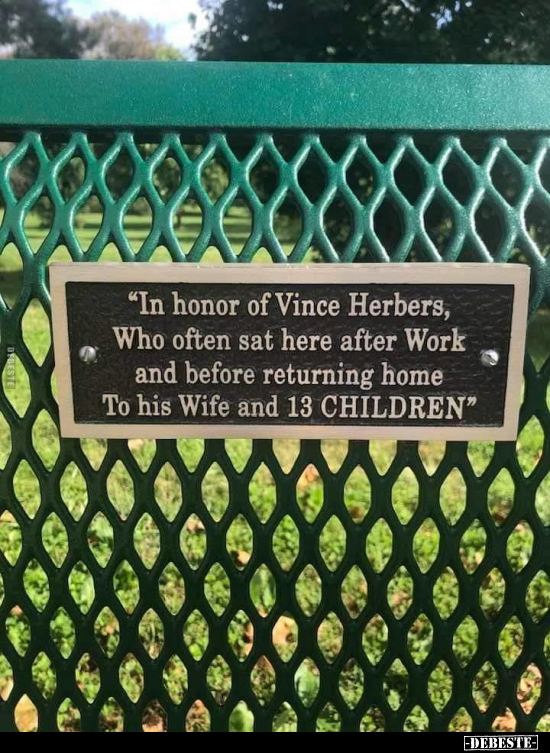 “In honor of Vince Herbers,
Who often sat here after Work
and before returning home
To his Wife and 13 CHILDREN”
-DEBESTE-